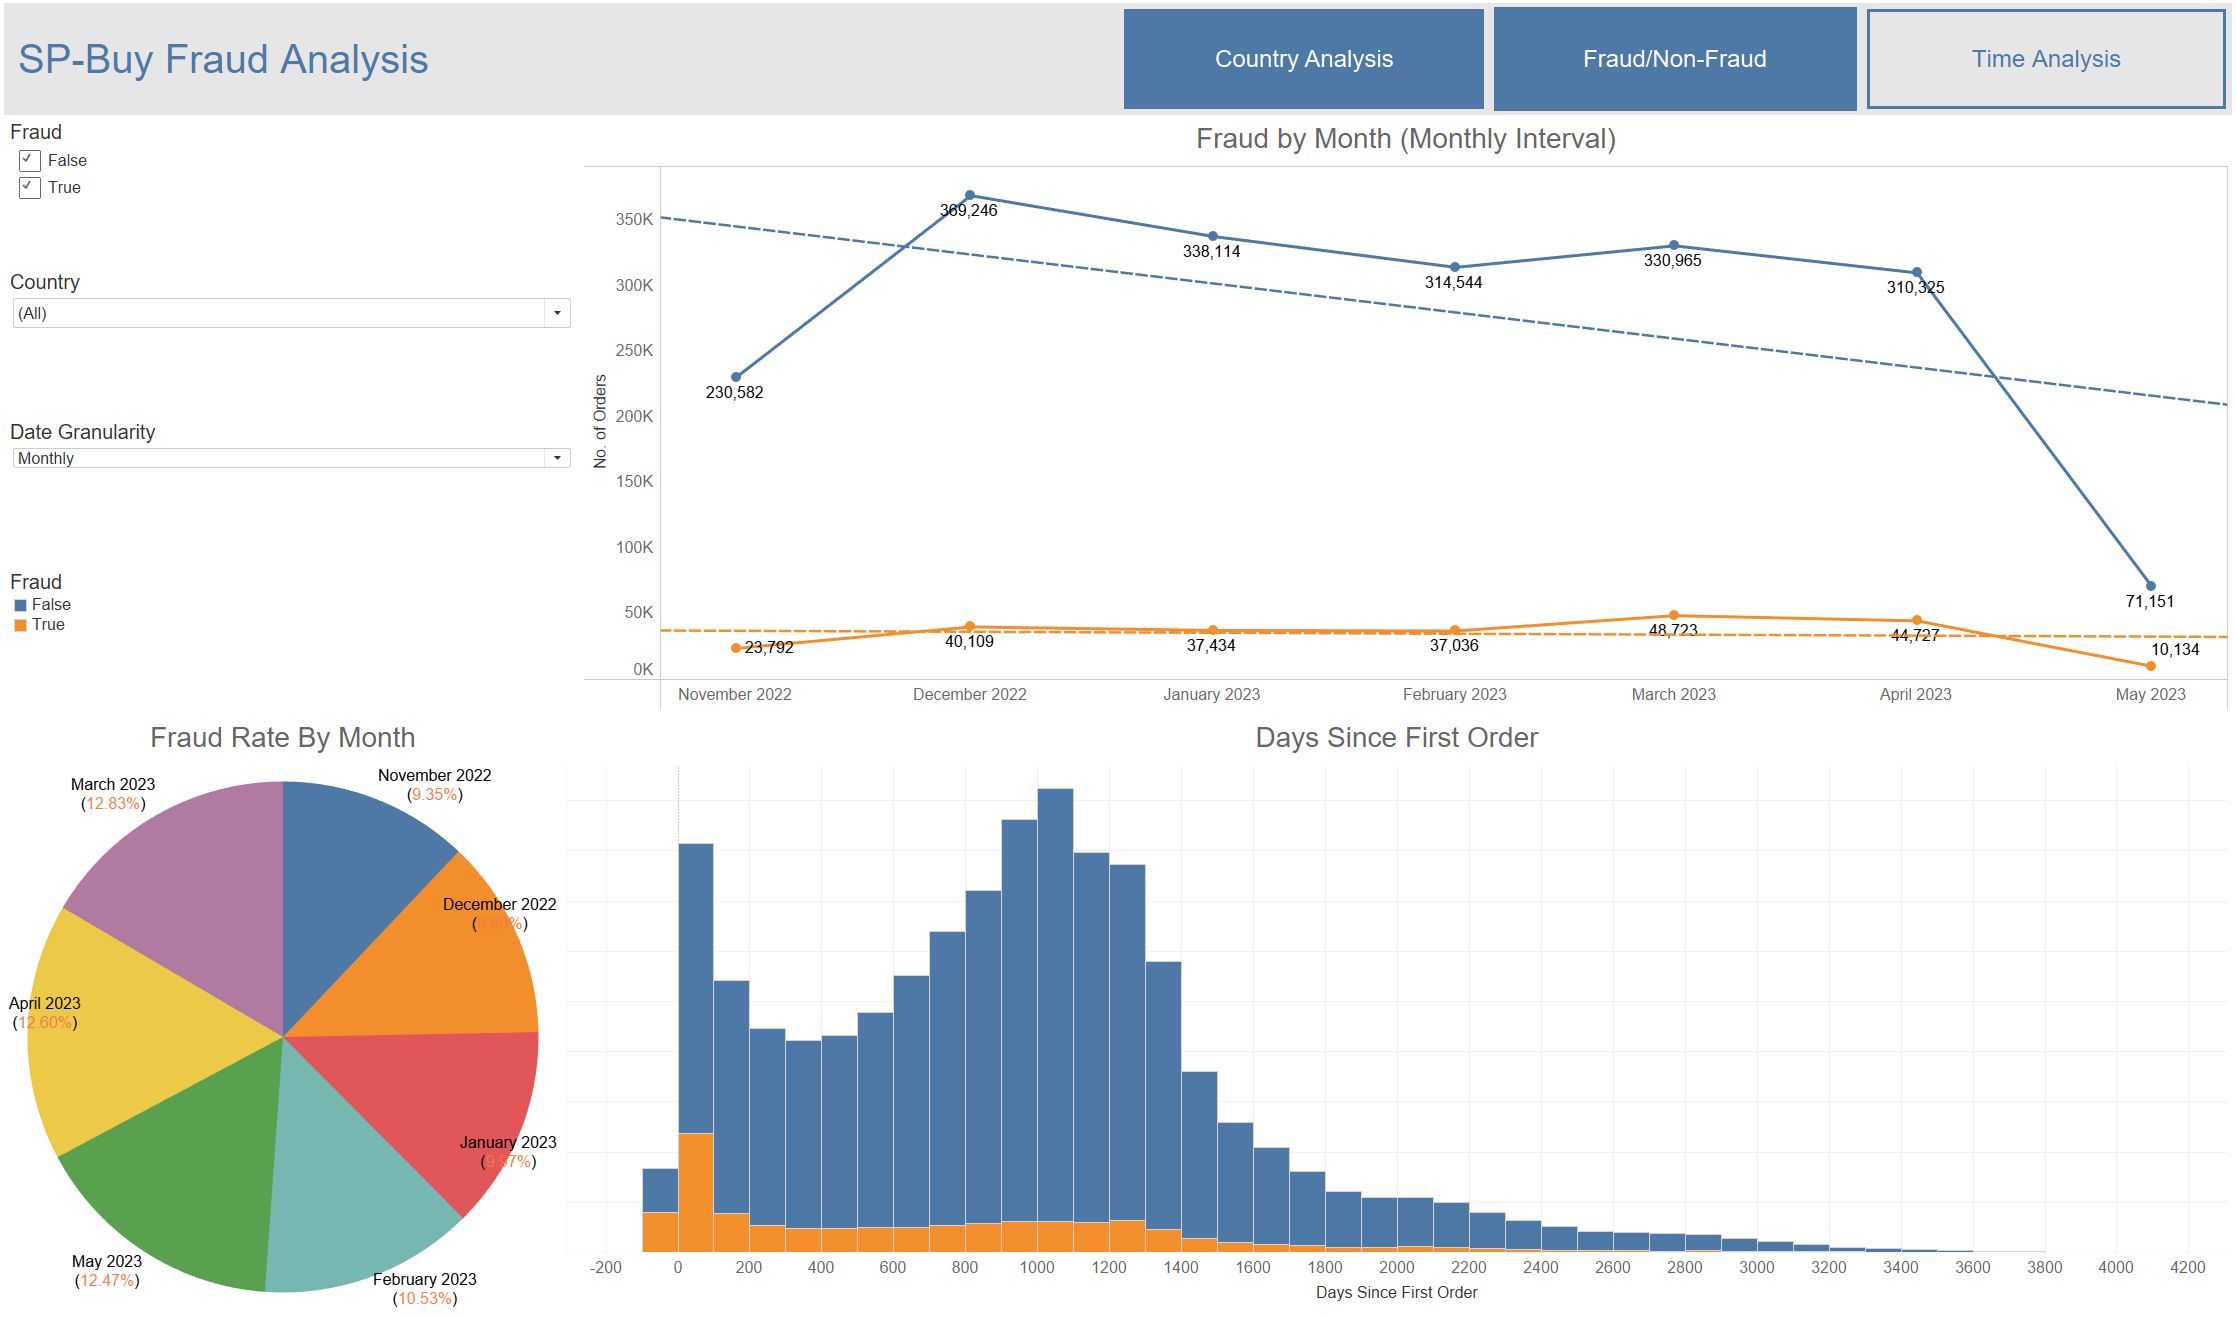 SP-Buy Fraud Analysis
Country Analysis
Fraud/Non-Fraud
Time Analysis
Fraud
False
True
Country
(All)
Date Granularity
Monthly
Fraud
False
True
Fraud by Month (Monthly Interval)
No. of Orders
350K
300K
250K
200K
150K
100K
50K
0K
230,582
369,246
338,114
314,544
330,965
310,325
71,151
23,792
40,109
37,434
37,036
48,723
44,727
10,134
November 2022
December 2022
January 2023
February 2023
March 2023
April 2023
May 2023
Fraud Rate By Month
November 2022
(9.35%)
December 2022
(9.80%)
January 2023
(9.97%)
February 2023
(10.53%)
May 2023
(12.47%)
April 2023
(12.60%)
March 2023
(12.83%)
Days Since First Order
-200
0
200
400
600
800
1000
1200
1400
1600
1800
2000
2200
2400
2600
2800
3000
3200
3400
3600
3800
4000
4200
Days Since First Order